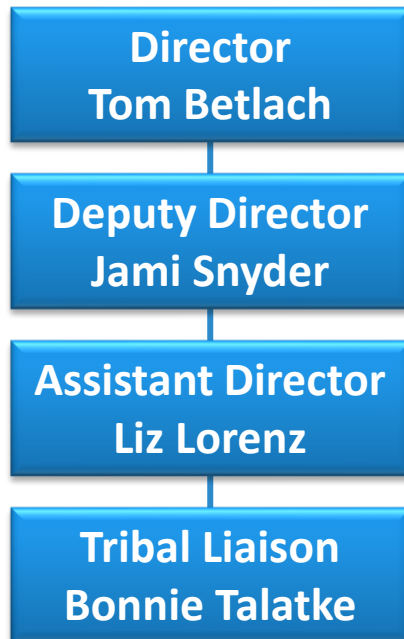 Director
Tom Betlach
Deputy Director
Jami Snyder
Assistant Director
Liz Lorenz
Tribal Liaison
Bonnie Talatke